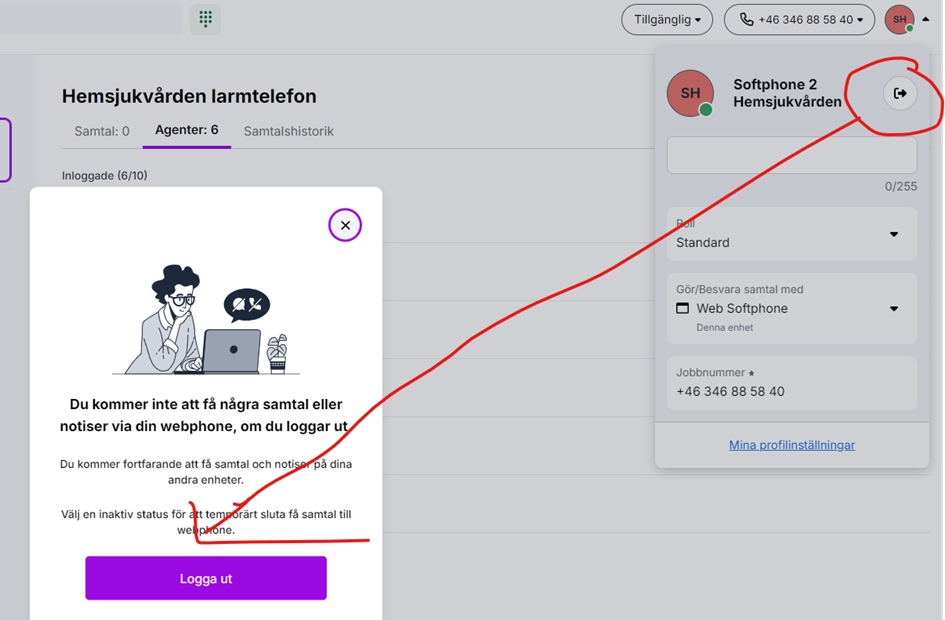 Tillgänglig
+46 346 88 58 40
SH
SH
Softphone 2
Hemsjukvården
0/255
Roll
Standard
Gör/Besvara samtal med
Web Softphone
Denna enhet
Jobbnummer
+46 346 88 58 40
Mina profilinställningar
Hemsjukvården larmtelefon
Samtal: 0
Agenter: 6
Samtalshistorik
Inloggade (6/10)
Du kommer inte att få några samtal eller
notiser via din webphone, om du loggar ut
Du kommer fortfarande att få samtal och notiser på dina
andra enheter.
Välj en inaktiv status för att temporärt sluta få samtal till
webphone.
Logga ut